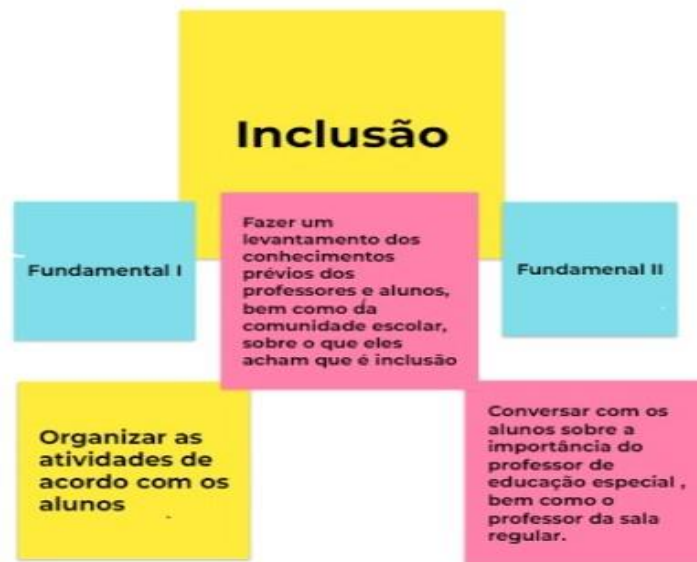 Inclusão
Fundamental I
Fazer um
levantamento dos
conhecimentos
prévios dos
professores e alunos,
bem como da
comunidade escolar,
sobre o que eles
acham que é inclusão
Fundamenal II
Organizar as
atividades de
acordo com os
alunos
Conversar com os
alunos sobre a
importância do
professor de
educação especial ,
bem como o
professor da sala
regular.